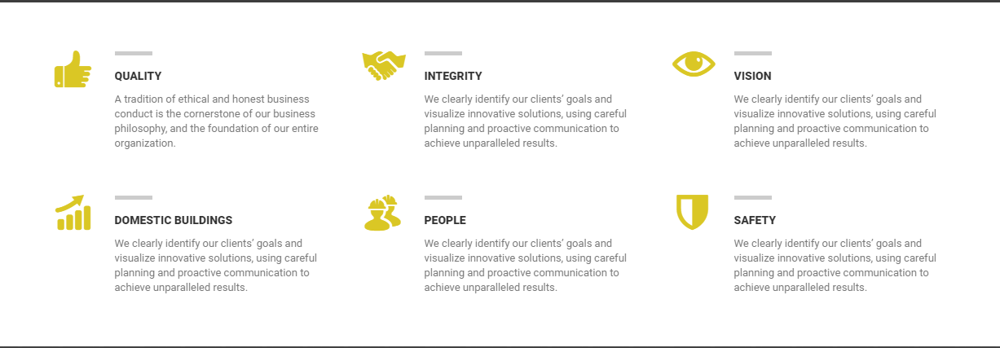 QUALITY
A tradition of ethical and honest business
conduct is the cornerstone of our business
philosophy, and the foundation of our entire
organization.
INTEGRITY
We clearly identify our clients’ goals and
visualize innovative solutions, using careful
planning and proactive communication to
achieve unparalleled results.
VISION
We clearly identify our clients’ goals and
visualize innovative solutions, using careful
planning and proactive communication to
achieve unparalleled results.
DOMESTIC BUILDINGS
We clearly identify our clients’ goals and
visualize innovative solutions, using careful
planning and proactive communication to
achieve unparalleled results.
PEOPLE
We clearly identify our clients’ goals and
visualize innovative solutions, using careful
planning and proactive communication to
achieve unparalleled results.
SAFETY
We clearly identify our clients’ goals and
visualize innovative solutions, using careful
planning and proactive communication to
achieve unparalleled results.